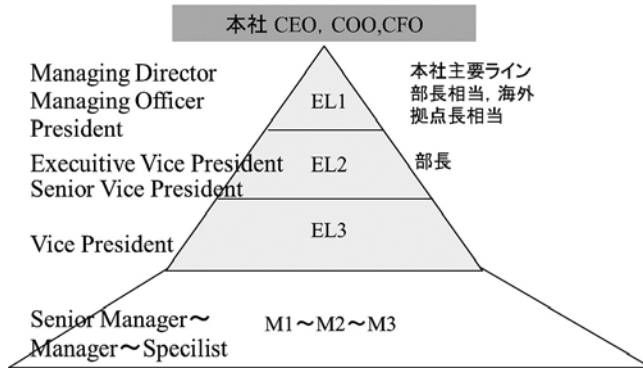 本社 CEO，COO,CFO
Managing Director
Managing Officer
President
EL1
本社主要ライン
部長相当，海外
拠点長相当
Execuitive Vice President
Senior Vice President
EL2
部長
Vice President
EL3
Senior Manager～
Manager～Specilist
M1～M2～M3